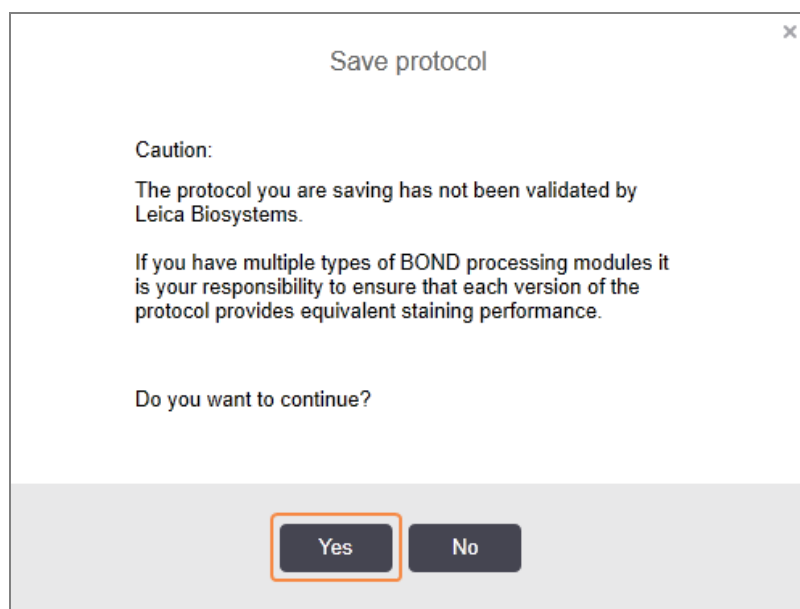 Save protocol
Caution:
The protocol you are saving has not been validated by
Leica Biosystems.
If you have multiple types of BOND processing modules it
is your responsibility to ensure that each version of the
protocol provides equivalent staining performance.
Do you want to continue?
Yes No